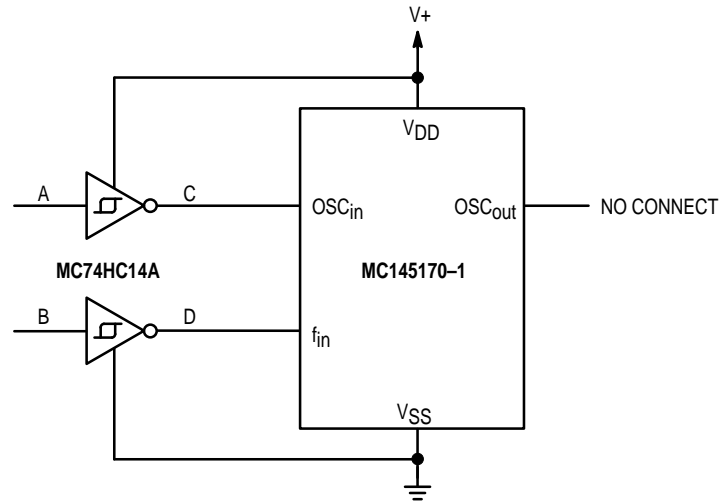 V+
VDD
A
C
OSCin
OSCout
NO CONNECT
MC74HC14A
MC145170–1
B
D
fin
VSS